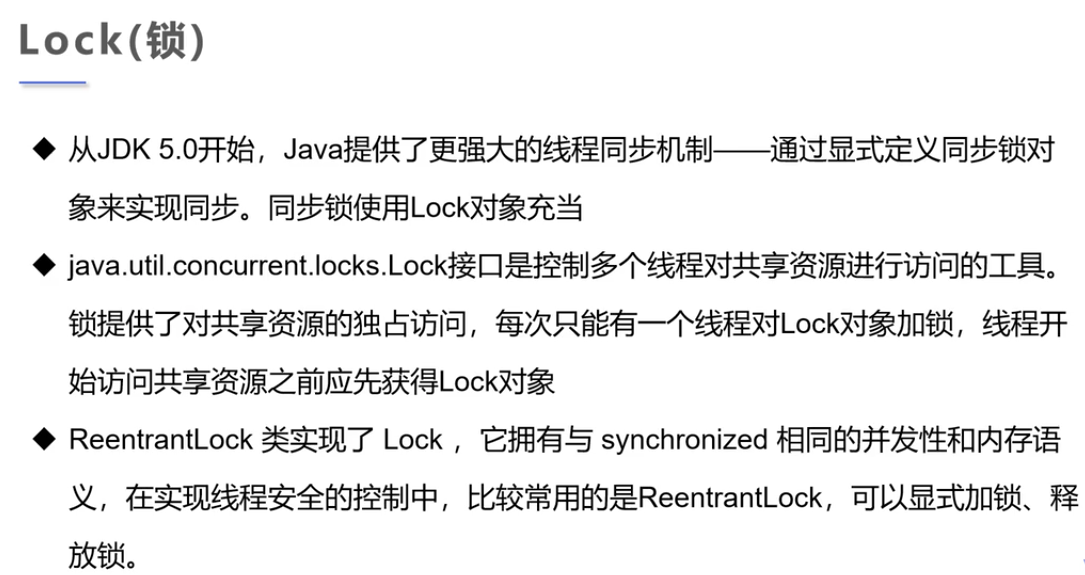 Lock(锁)
◆ 从JDK 5.0开始，Java提供了更强大的线程同步机制——通过显式定义同步锁对
象来实现同步。同步锁使用Lock对象充当
◆ java.util.concurrent.locks.Lock接口是控制多个线程对共享资源进行访问的工具。
锁提供了对共享资源的独占访问，每次只能有一个线程对Lock对象加锁，线程开
始访问共享资源之前应先获得Lock对象
◆ ReentrantLock 类实现了 Lock ，它拥有与 synchronized 相同的并发性和内存语
义，在实现线程安全的控制中，比较常用的是ReentrantLock，可以显式加锁、释
放锁。